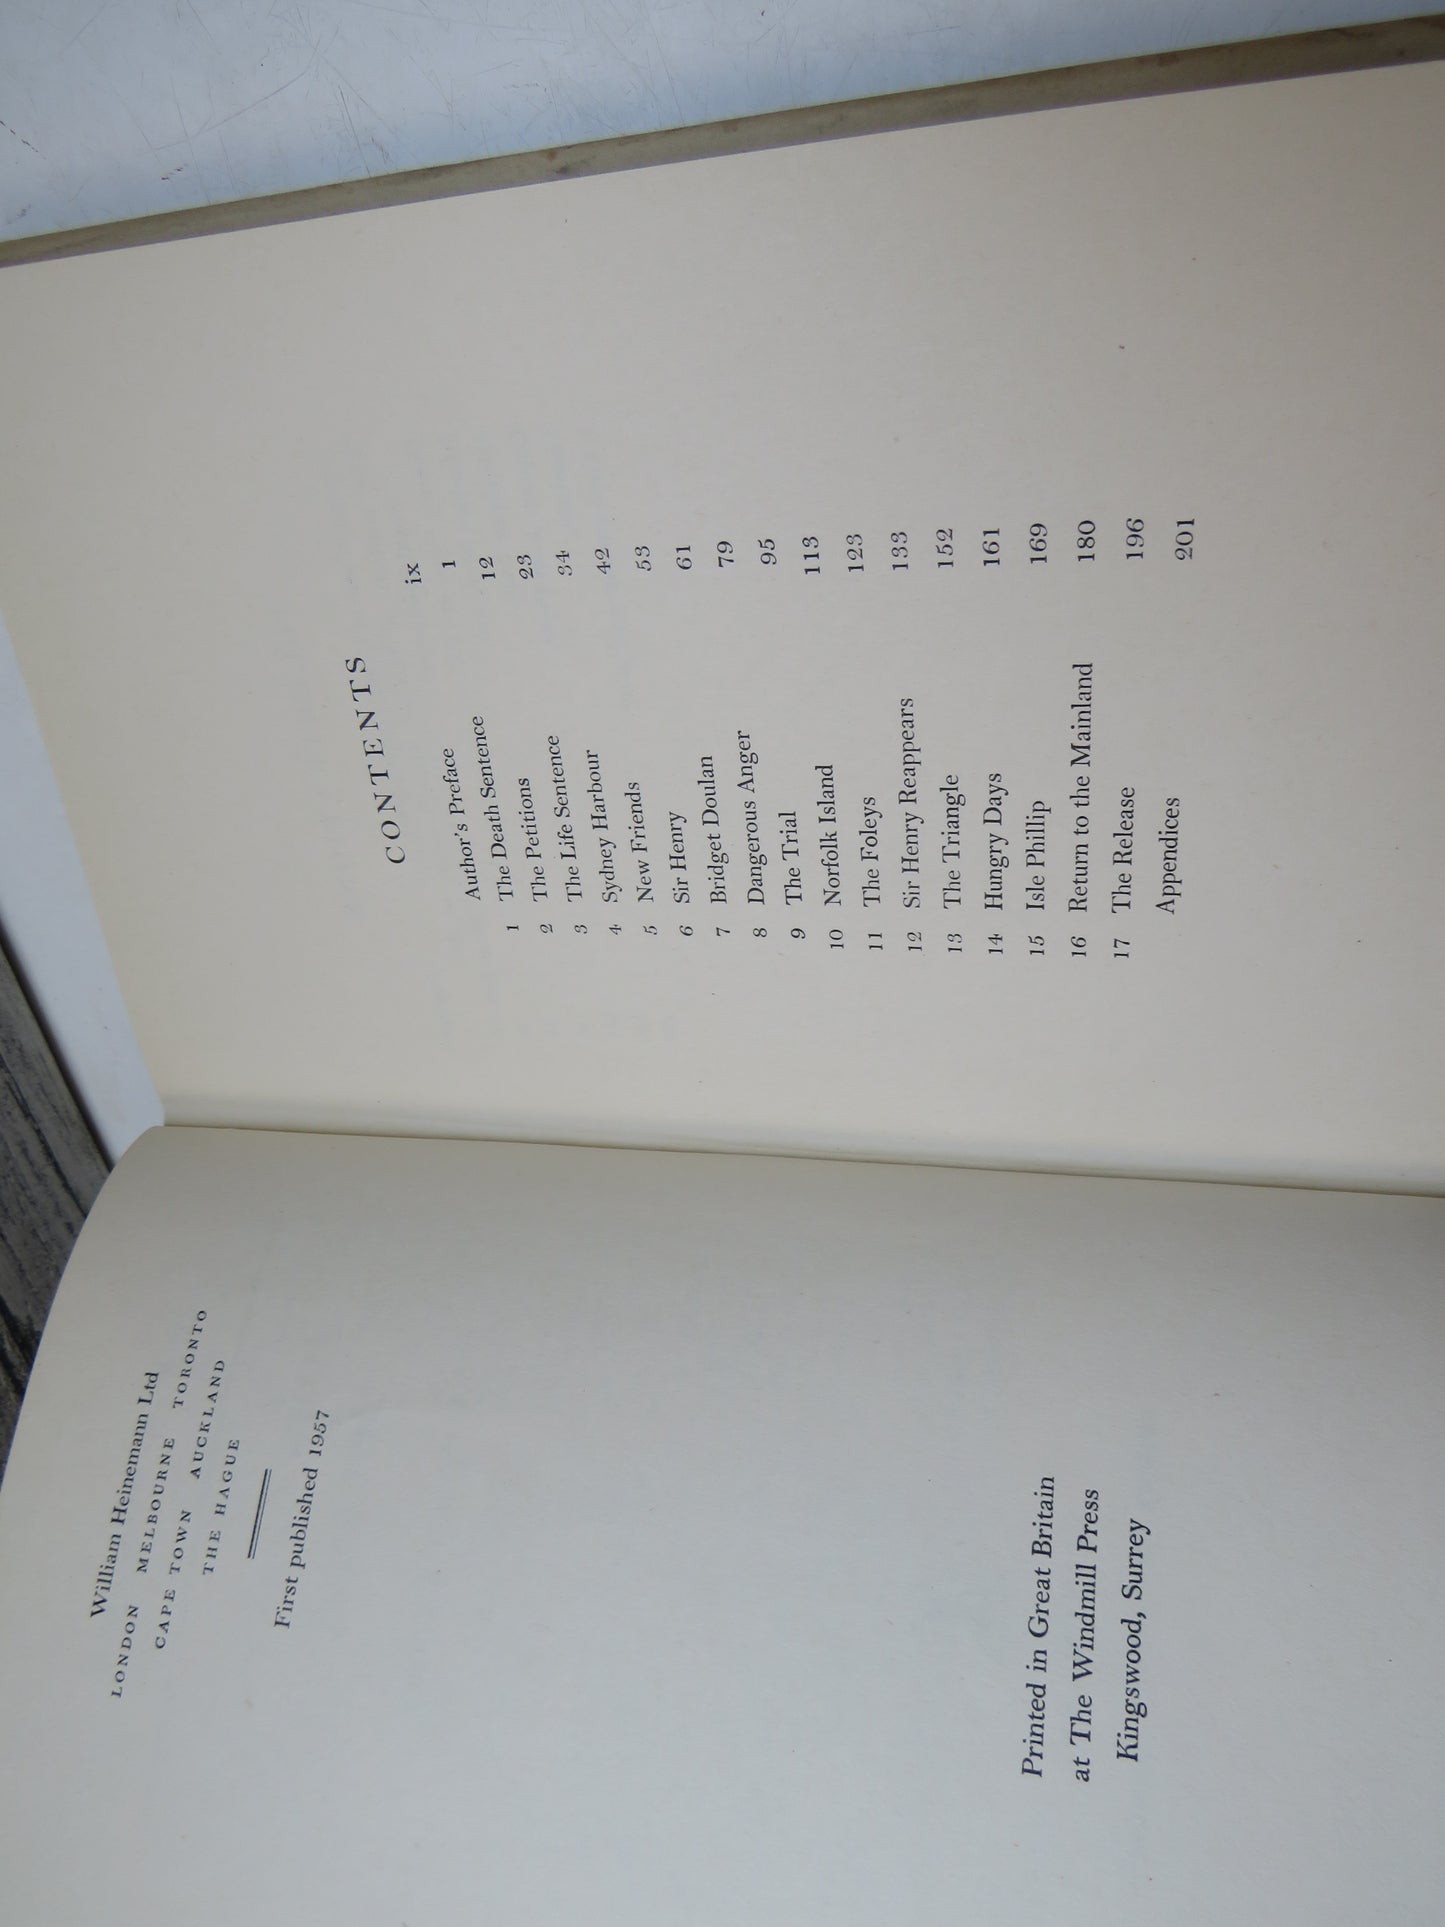 William Heinemann Ltd
LONDON MELBOURNE TORONTO
CAPE TOWN AUCKLAND
THE HAGUE
First published 1957
Printed in Great Britain
at The Windmill Press
Kingswood, Surrey
CONTENTS
Author's Preface ix
1 The Death Sentence 1
2 The Petitions 12
3 The Life Sentence 23
4 Sydney Harbour 34
5 New Friends 42
6 Sir Henry 53
7 Bridget Doulan 61
8 Dangerous Anger 79
9 The Trial 95
10 Norfolk Island 113
11 The Foleys 123
12 Sir Henry Reappears 133
13 The Triangle 152
14 Hungry Days 161
15 Isle Phillip 169
16 Return to the Mainland 180
17 The Release 196
Appendices 201